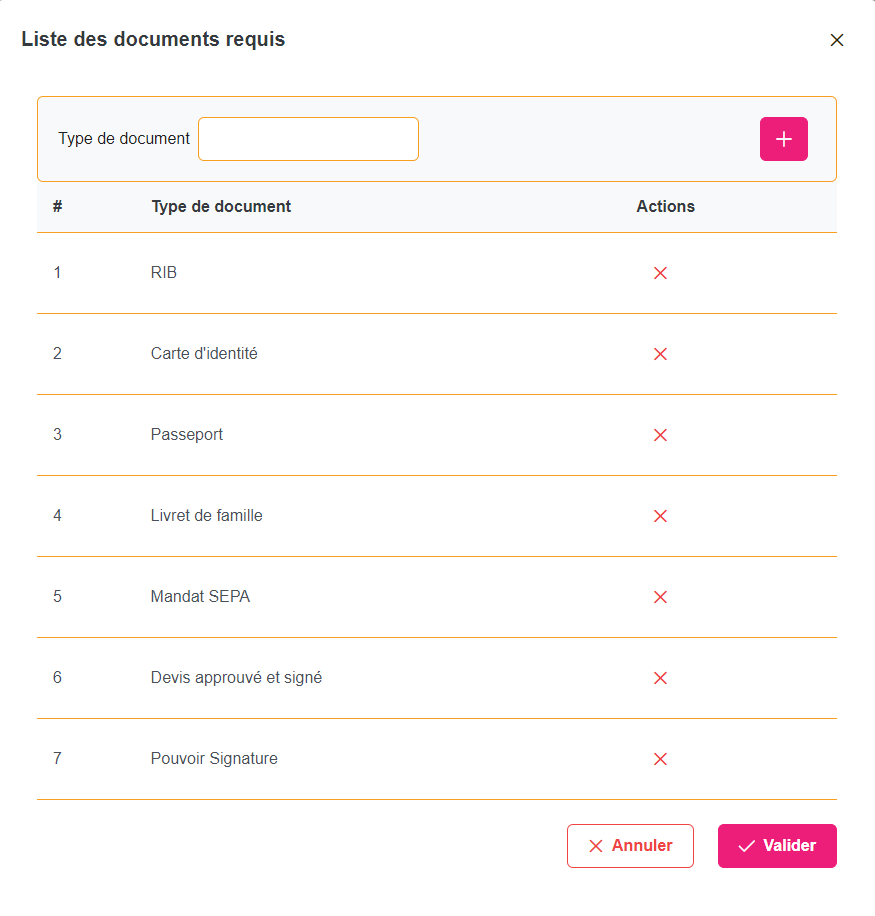 Liste des documents requis
Type de document
# Type de document Actions
1 RIB
2 Carte d'identité
3 Passeport
4 Livret de famille
5 Mandat SEPA
6 Devis approuvé et signé
7 Pouvoir Signature
Annuler Valider